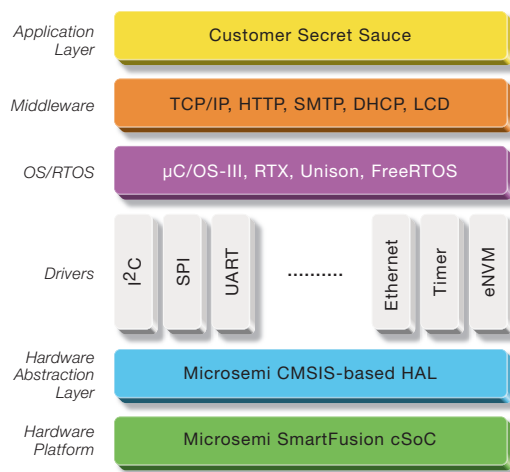 Application
Layer
Customer Secret Sauce
Middleware
TCP/IP, HTTP, SMTP, DHCP, LCD
OS/RTOS
µC/OS-III, RTX, Unison, FreeRTOS
Drivers
I²C
SPI
UART
..........
Ethernet
Timer
eNVM
Hardware
Abstraction
Layer
Microsemi CMSIS-based HAL
Hardware
Platform
Microsemi SmartFusion cSoC